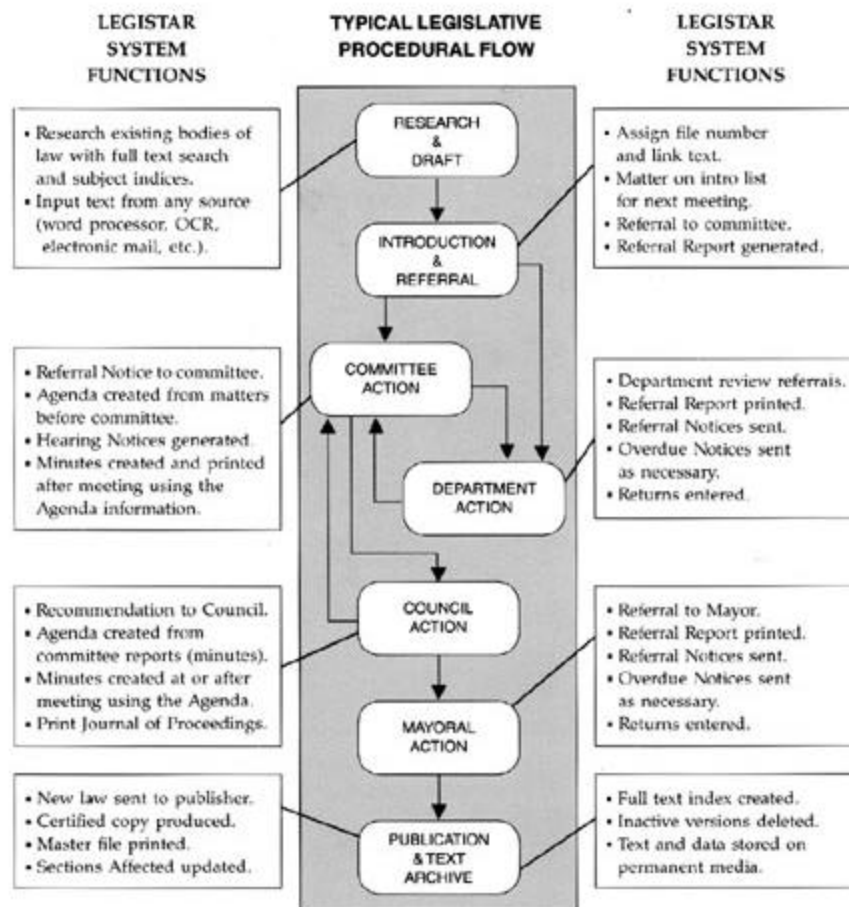 LEGISTAR
SYSTEM
FUNCTIONS
TYPICAL LEGISLATIVE
PROCEDURAL FLOW
LEGISTAR
SYSTEM
FUNCTIONS
• Research existing bodies of
law with full text search
and subject indices.
• Input text from any source
(word processor, OCR,
electronic mail, etc.).
RESEARCH
&
DRAFT
INTRODUCTION
&
REFERRAL
• Assign file number
and link text.
• Matter on intro list
for next meeting.
• Referral to committee.
• Referral Report generated.
• Referral Notice to committee.
• Agenda created from matters
before committee.
• Hearing Notices generated.
• Minutes created and printed
after meeting using the
Agenda information.
COMMITTEE
ACTION
DEPARTMENT
ACTION
• Department review referrals.
• Referral Report printed.
• Referral Notices sent.
• Overdue Notices sent
as necessary.
• Returns entered.
• Recommendation to Council.
• Agenda created from
committee reports (minutes).
• Minutes created at or after
meeting using the Agenda.
• Print Journal of Proceedings.
COUNCIL
ACTION
MAYORAL
ACTION
• Referral to Mayor.
• Referral Report printed.
• Referral Notices sent.
• Overdue Notices sent
as necessary.
• Returns entered.
• New law sent to publisher.
• Certified copy produced.
• Master file printed.
• Sections Affected updated.
PUBLICATION
& TEXT
ARCHIVE
• Full text index created.
• Inactive versions deleted.
• Text and data stored on
permanent media.